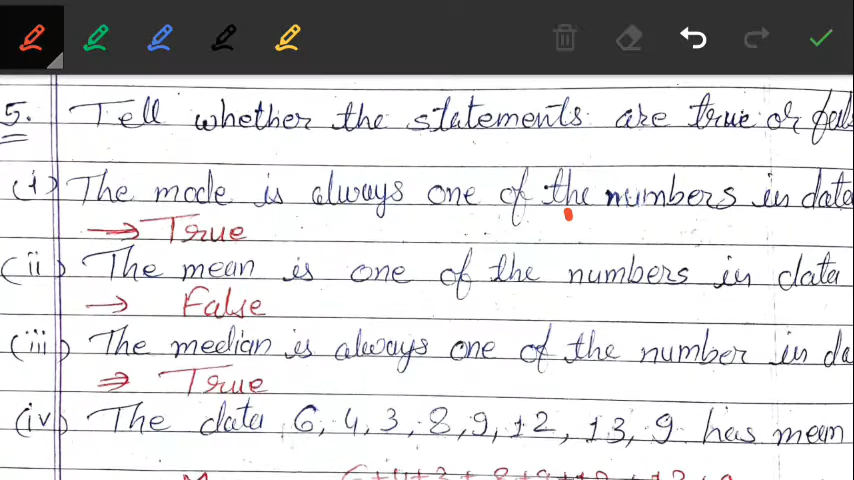 5. Tell whether the statements are true or
(i) The mode is always one of the numbers in data
→ True
(ii) The mean is one of the numbers in data
→ False
(iii) The median is always one of the number in
⇒ True
(iv) The data 6, 4, 3, 8, 9, 12, 13, 9 has mean